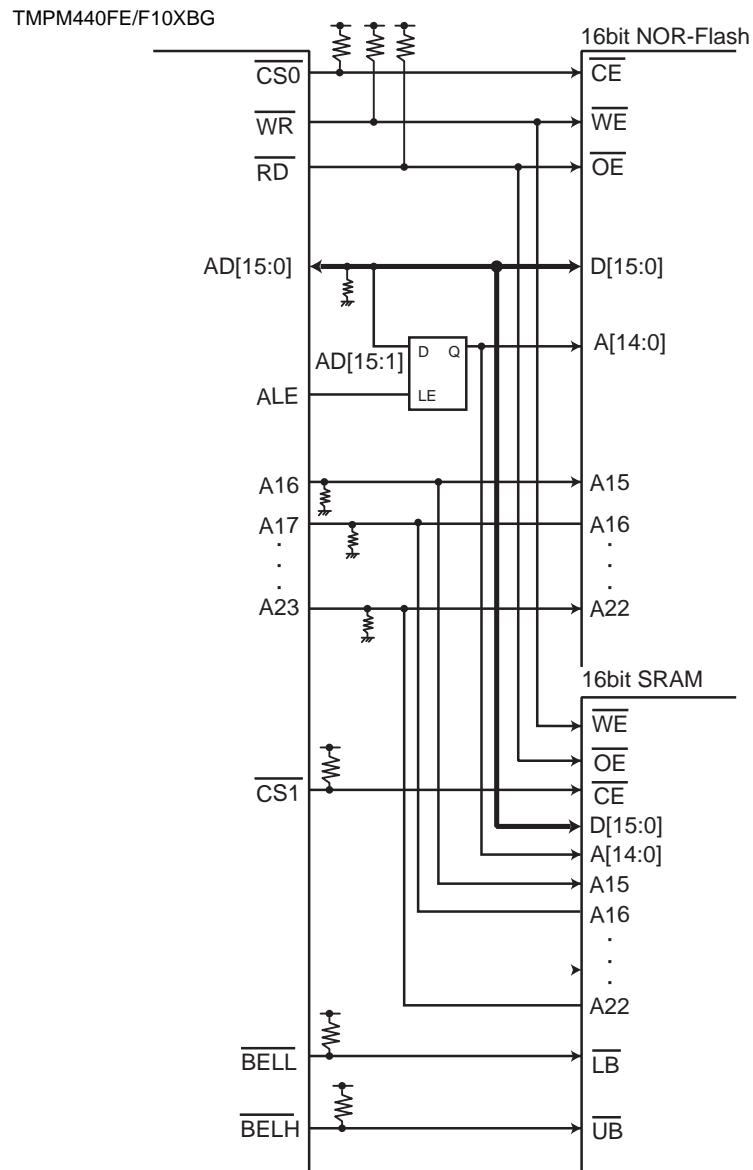 TMPM440FE/F10XBG
16bit NOR-Flash
CS0
CE
WR
WE
RD
OE
AD[15:0]
D[15:0]
D Q
A[14:0]
AD[15:1]
ALE
LE
A16
A15
A17
A16
.
.
.
.
.
.
A23
A22
16bit SRAM
WE
OE
CS1
CE
D[15:0]
A[14:0]
A15
A16
.
.
.
A22
BELL
LB
BELH
UB